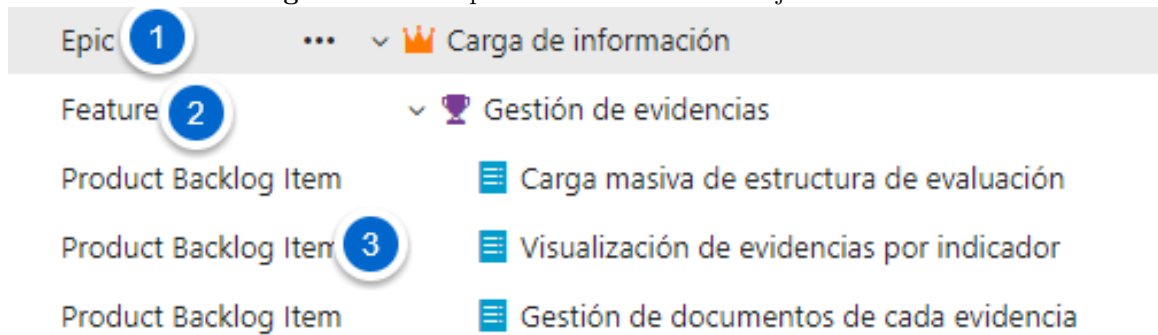 Epic 1 ••• Carga de información
Feature 2 Gestión de evidencias
Product Backlog Item Carga masiva de estructura de evaluación
Product Backlog Item 3 Visualización de evidencias por indicador
Product Backlog Item Gestión de documentos de cada evidencia